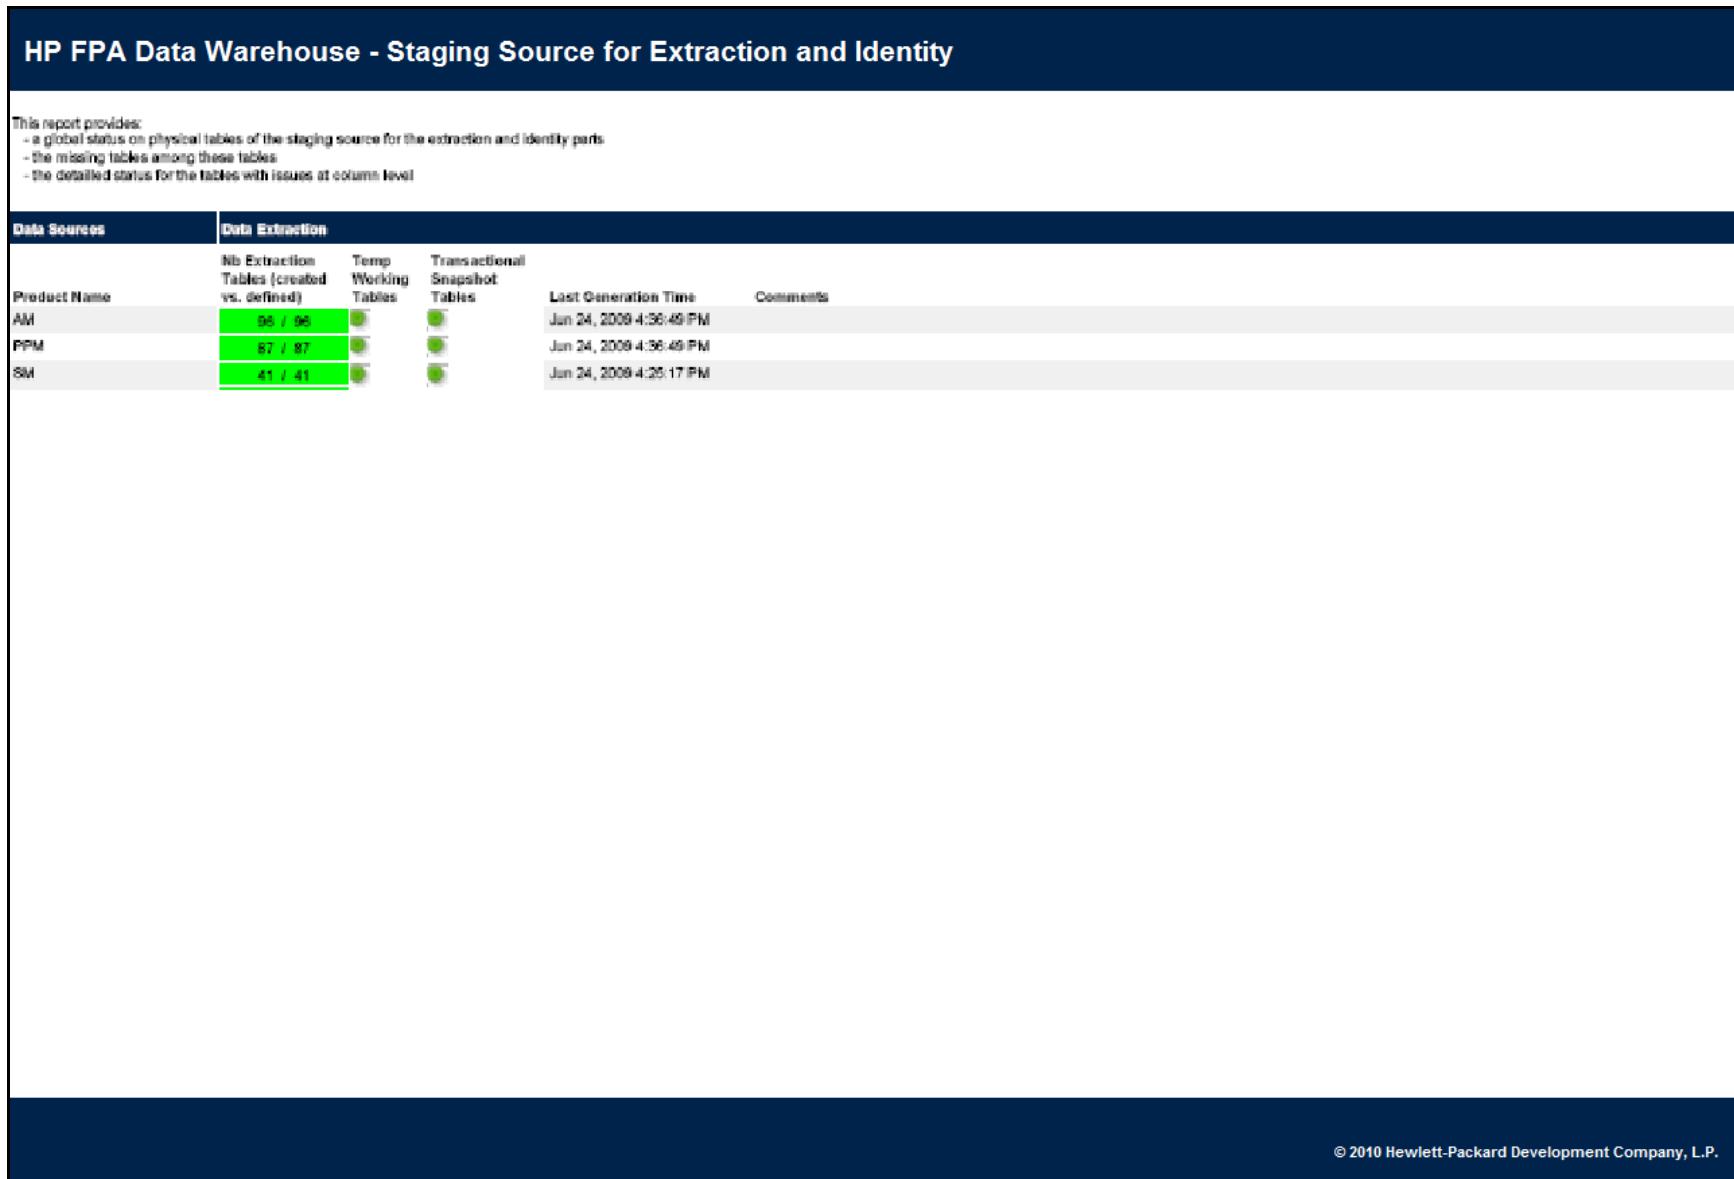 HP FPA Data Warehouse - Staging Source for Extraction and Identity
This report provides:
- a global status on physical tables of the staging source for the extraction and identity parts
- the missing tables among these tables
- the detailled status for the tables with issues at column level
Data Sources Data Extraction
Product Name Nb Extraction Tables (created vs. defined) Temp Working Tables Transactional Snapshot Tables Last Generation Time Comments
AM 96 / 96 Jun 24, 2009 4:36:49 PM
PPM 87 / 87 Jun 24, 2009 4:36:49 PM
SM 41 / 41 Jun 24, 2009 4:25:17 PM
© 2010 Hewlett-Packard Development Company, L.P.